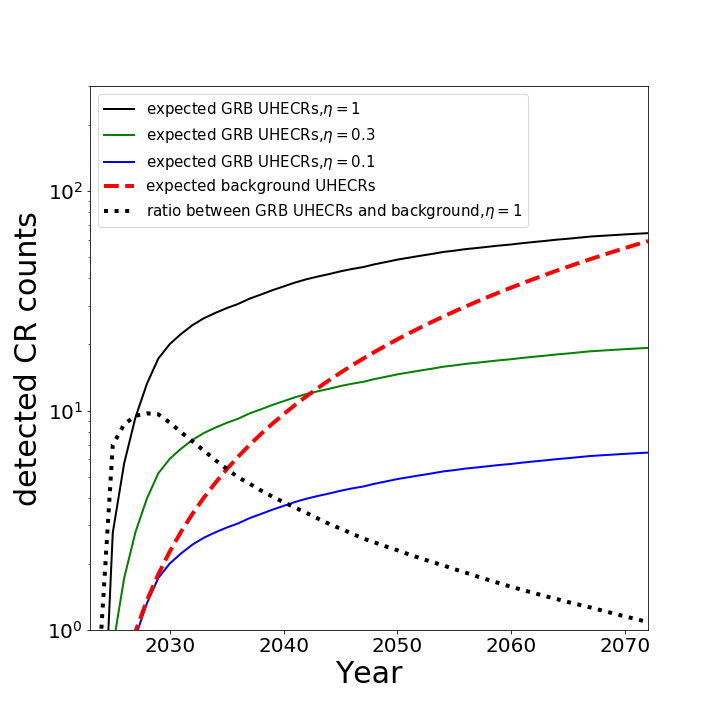 expected GRB UHECRs,η = 1
expected GRB UHECRs,η = 0.3
expected GRB UHECRs,η = 0.1
expected background UHECRs
ratio between GRB UHECRs and background,η = 1
detected CR counts
10²
10¹
10⁰
2030 2040 2050 2060 2070
Year